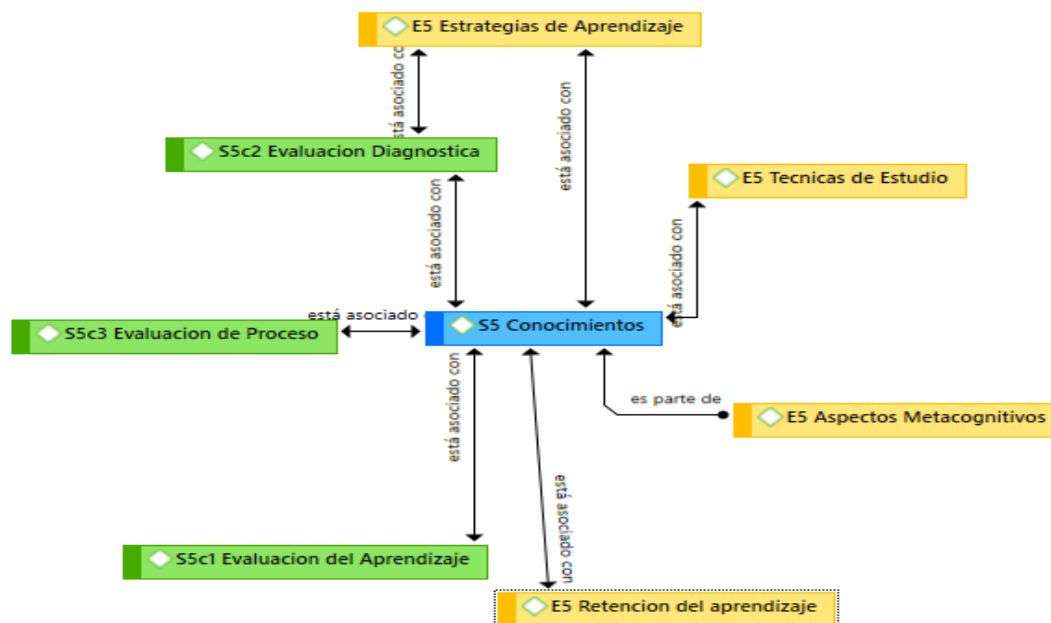 E5 Estrategias de Aprendizaje
está asociado co
está asociado con
S5c2 Evaluacion Diagnostica
E5 Tecnicas de Estudio
está asociado con
está asociado con
está asociado
S5 Conocimientos
S5c3 Evaluacion de Proceso
está asociado con
es parte de
E5 Aspectos Metacognitivos
está asociado con
S5c1 Evaluacion del Aprendizaje
E5 Retencion del aprendizaje